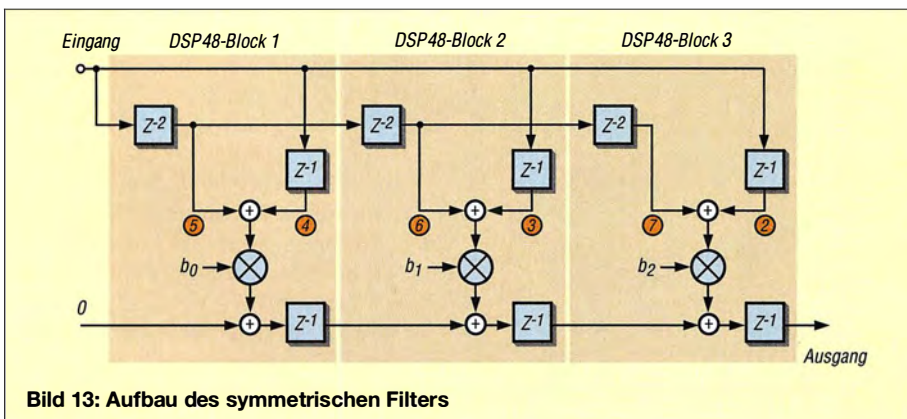 Eingang DSP48-Block 1 DSP48-Block 2 DSP48-Block 3
Z-2 Z-2 Z-2
Z-1 Z-1 Z-1
5 4 6 3 7 2
b0 b1 b2
0 Z-1 Z-1 Z-1
Ausgang
Bild 13: Aufbau des symmetrischen Filters